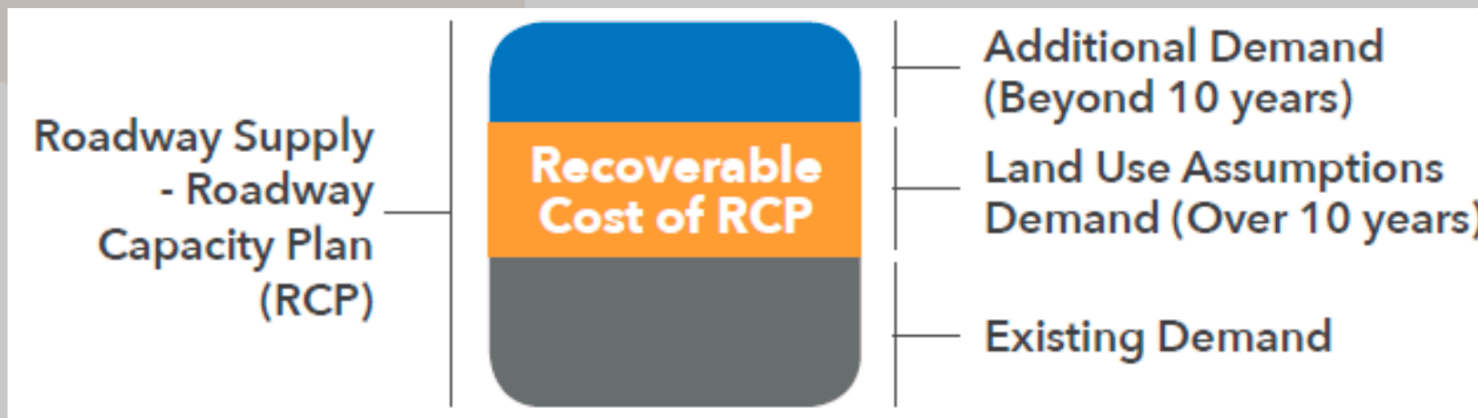 Roadway Supply
- Roadway
Capacity Plan
(RCP)
Recoverable
Cost of RCP
Additional Demand
(Beyond 10 years)
Land Use Assumptions
Demand (Over 10 years)
Existing Demand